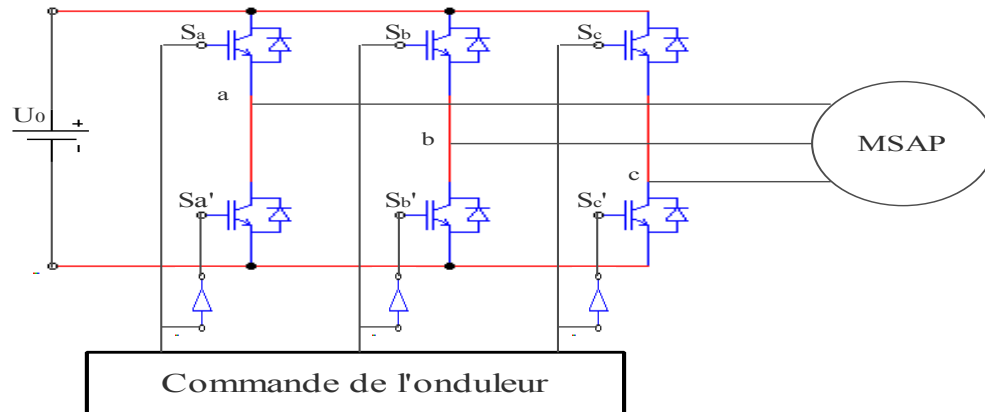 Sa
Sb
Sc
a
U0
+
-
b
MSAP
c
Sa'
Sb'
Sc'
Commande de l'onduleur